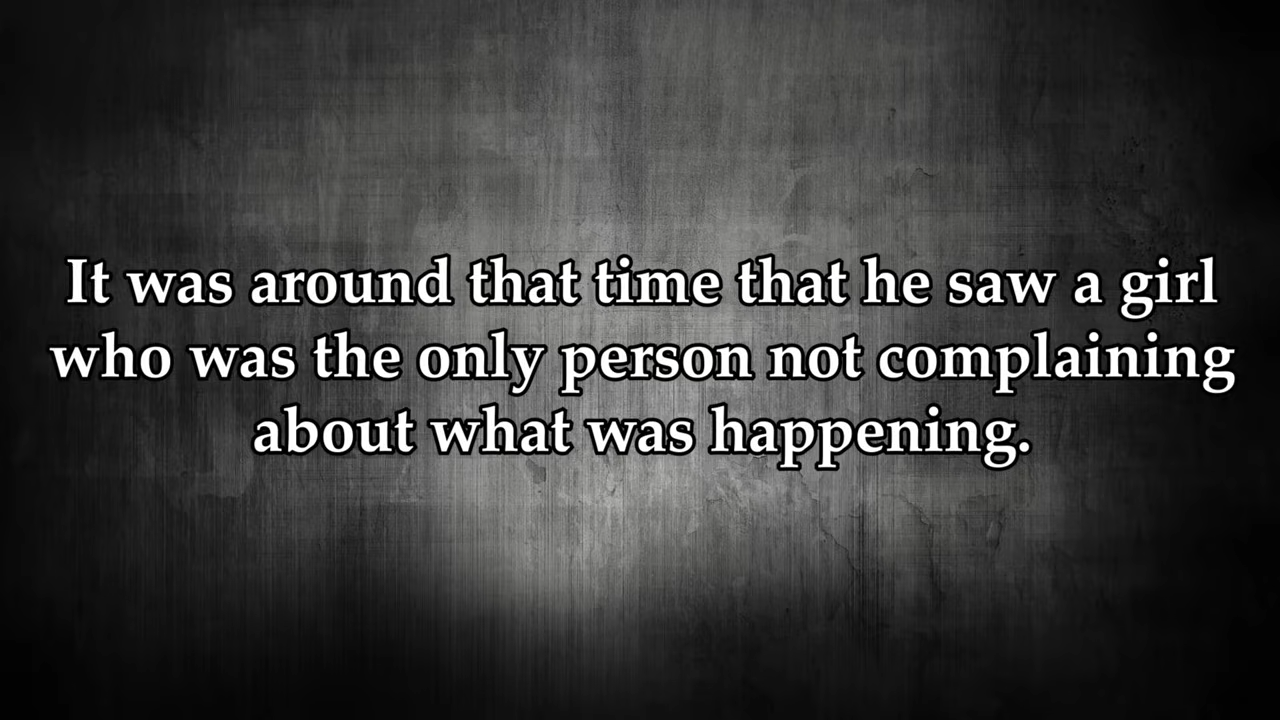 It was around that time that he saw a girl
who was the only person not complaining
about what was happening.